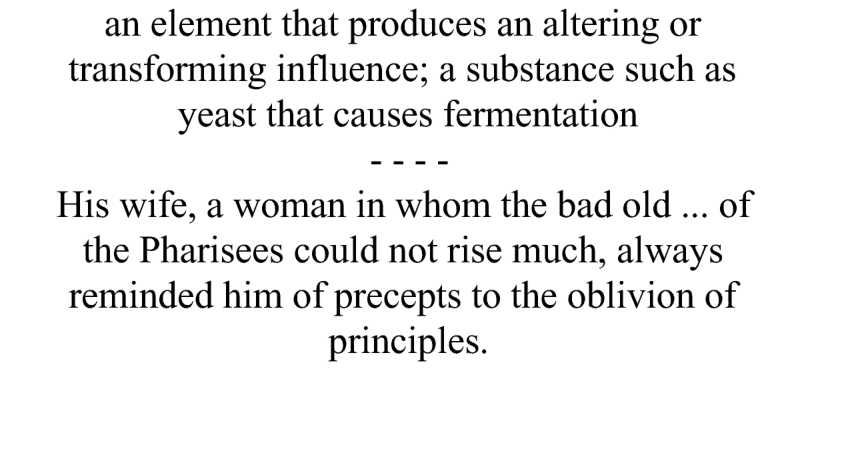 an element that produces an altering or
transforming influence; a substance such as
yeast that causes fermentation
- - - -
His wife, a woman in whom the bad old ... of
the Pharisees could not rise much, always
reminded him of precepts to the oblivion of
principles.